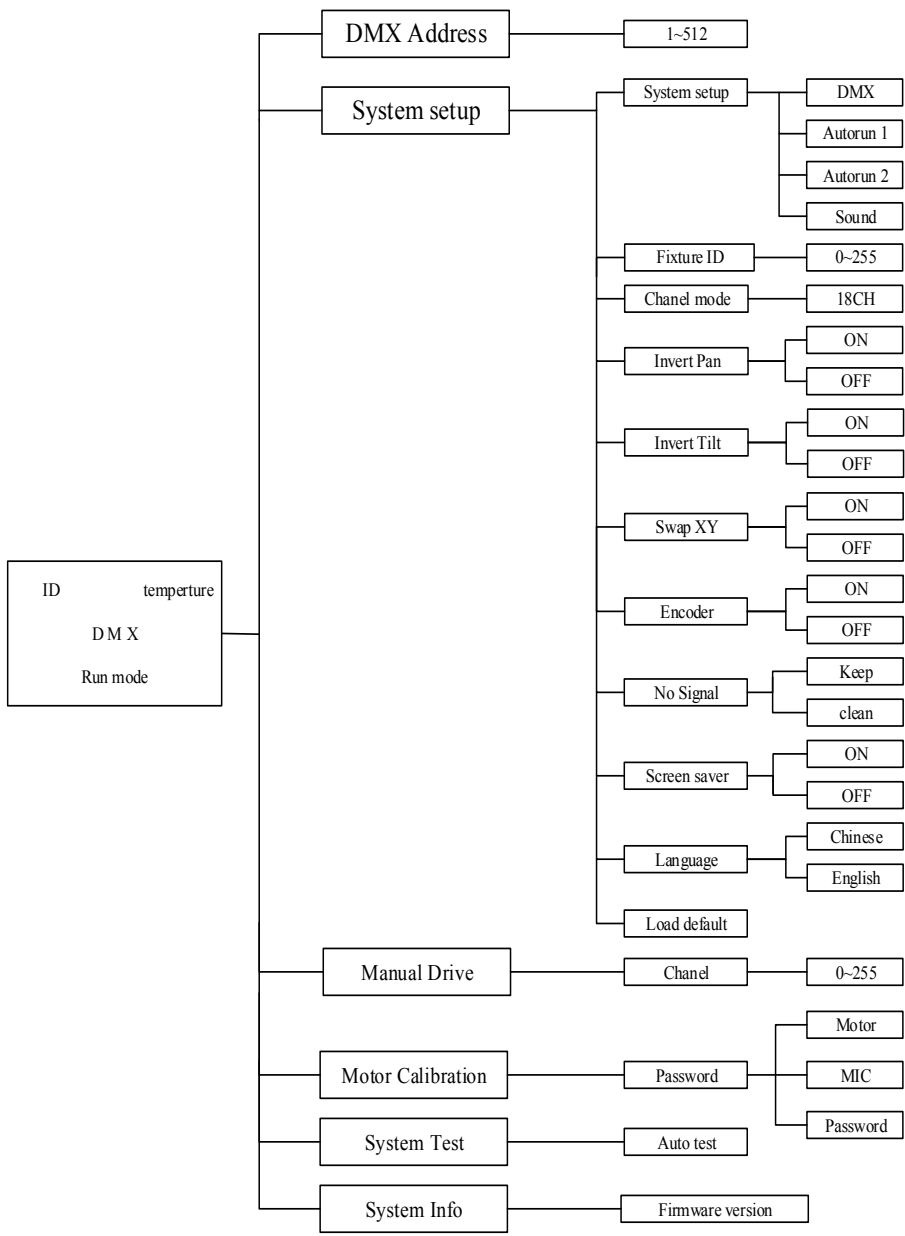 DMX Address
1~512
System setup
System setup
DMX
Autorun 1
Autorun 2
Sound
Fixture ID
0~255
Chanel mode
18CH
Invert Pan
ON
OFF
Invert Tilt
ON
OFF
Swap XY
ON
OFF
ID temperture
D M X
Run mode
Encoder
ON
OFF
No Signal
Keep
clean
Screen saver
ON
OFF
Language
Chinese
English
Load default
Manual Drive
Chanel
0~255
Motor Calibration
Password
Motor
MIC
Password
System Test
Auto test
System Info
Firmware version